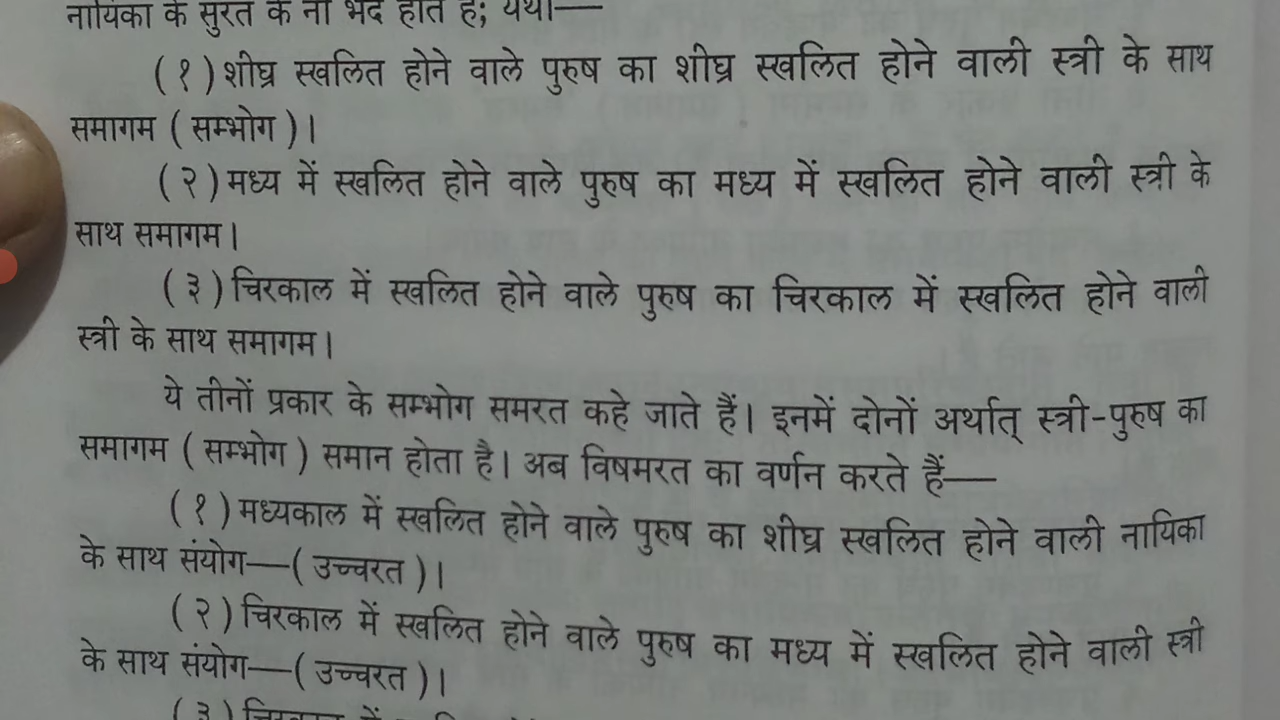 नायिका के सुरत के नौ भेद होते हैं; यथा—
(१) शीघ्र स्खलित होने वाले पुरुष का शीघ्र स्खलित होने वाली स्त्री के साथ
समागम ( सम्भोग )।
(२) मध्य में स्खलित होने वाले पुरुष का मध्य में स्खलित होने वाली स्त्री के
साथ समागम।
(३) चिरकाल में स्खलित होने वाले पुरुष का चिरकाल में स्खलित होने वाली
स्त्री के साथ समागम।
ये तीनों प्रकार के सम्भोग समरत कहे जाते हैं। इनमें दोनों अर्थात् स्त्री-पुरुष का
समागम ( सम्भोग ) समान होता है। अब विषमरत का वर्णन करते हैं—
(१) मध्यकाल में स्खलित होने वाले पुरुष का शीघ्र स्खलित होने वाली नायिका
के साथ संयोग—( उच्चरत )।
(२) चिरकाल में स्खलित होने वाले पुरुष का मध्य में स्खलित होने वाली स्त्री
के साथ संयोग—( उच्चरत )।
(३)